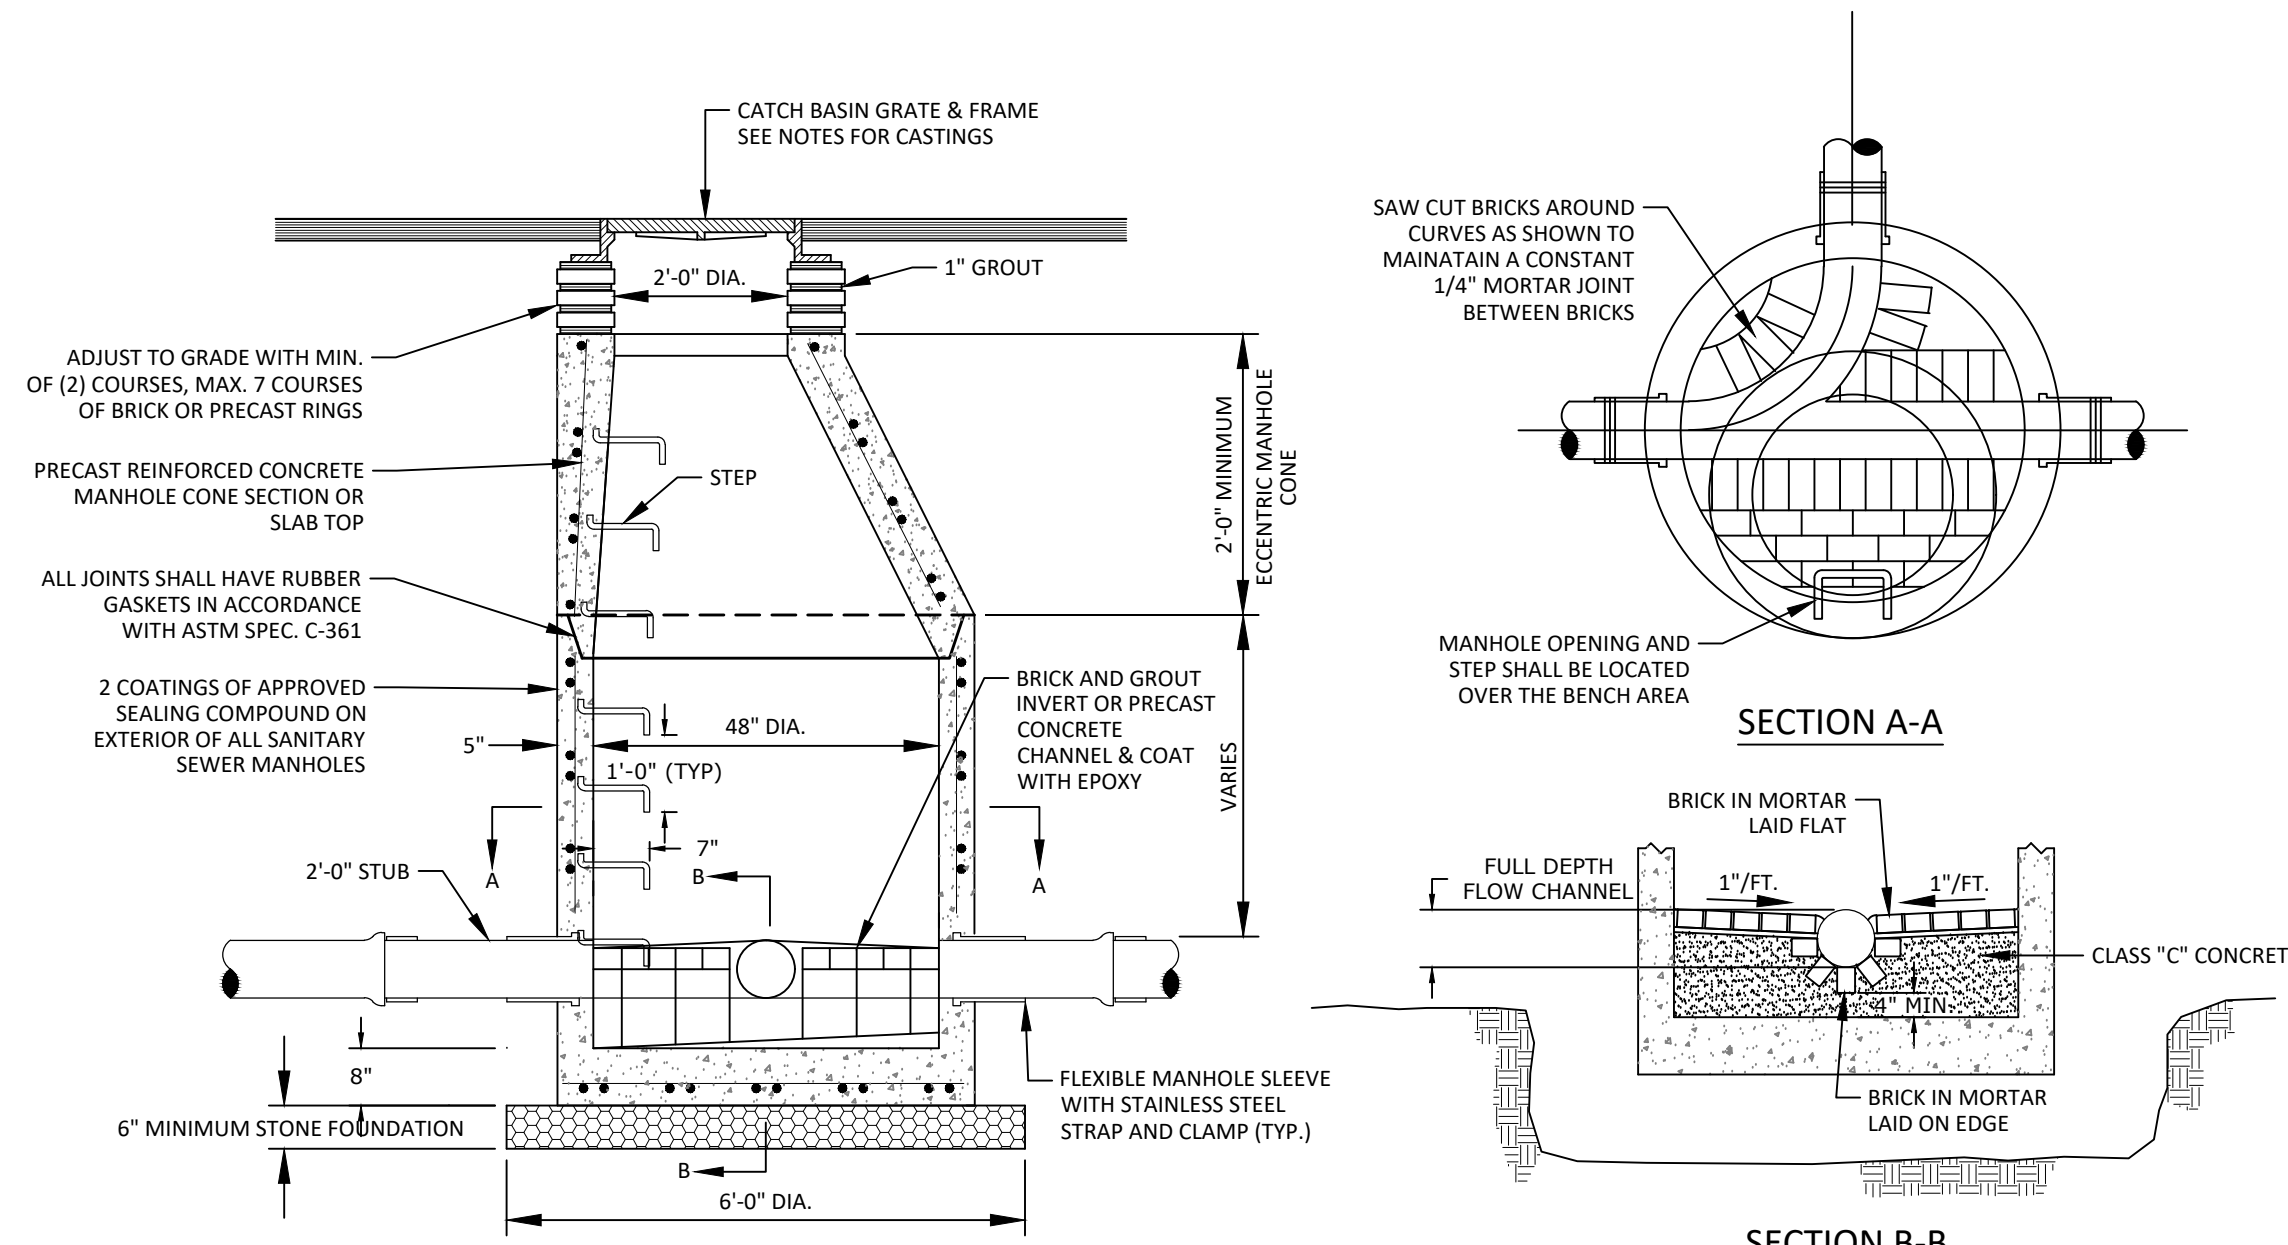 CATCH BASIN GRATE & FRAME
SEE NOTES FOR CASTINGS
2'-0" DIA.
1" GROUT
ADJUST TO GRADE WITH MIN.
OF (2) COURSES, MAX. 7 COURSES
OF BRICK OR PRECAST RINGS
PRECAST REINFORCED CONCRETE
MANHOLE CONE SECTION OR
SLAB TOP
STEP
2'-0" MINIMUM
ECCENTRIC MANHOLE
CONE
ALL JOINTS SHALL HAVE RUBBER
GASKETS IN ACCORDANCE
WITH ASTM SPEC. C-361
2 COATINGS OF APPROVED
SEALING COMPOUND ON
EXTERIOR OF ALL SANITARY
SEWER MANHOLES
5"
48" DIA.
1'-0" (TYP)
BRICK AND GROUT
INVERT OR PRECAST
CONCRETE
CHANNEL & COAT
WITH EPOXY
VARIES
7"
A
A
B
2'-0" STUB
8"
6" MINIMUM STONE FOUNDATION
FLEXIBLE MANHOLE SLEEVE
WITH STAINLESS STEEL
STRAP AND CLAMP (TYP.)
B
6'-0" DIA.
SAW CUT BRICKS AROUND
CURVES AS SHOWN TO
MAINATAIN A CONSTANT
1/4" MORTAR JOINT
BETWEEN BRICKS
MANHOLE OPENING AND
STEP SHALL BE LOCATED
OVER THE BENCH AREA
SECTION A-A
BRICK IN MORTAR
LAID FLAT
FULL DEPTH
FLOW CHANNEL
1"/FT.
1"/FT.
CLASS "C" CONCRET
4" MIN.
BRICK IN MORTAR
LAID ON EDGE
SECTION B-B